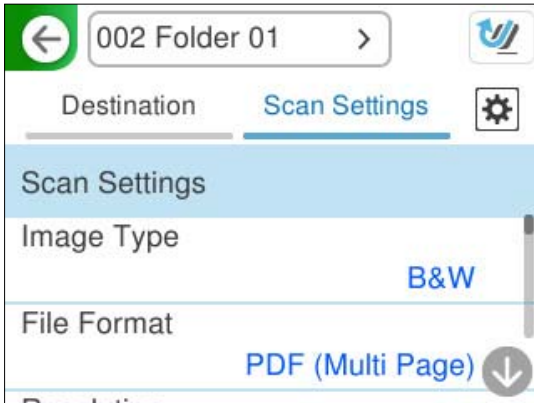 002 Folder 01
Destination
Scan Settings
Scan Settings
Image Type
B&W
File Format
PDF (Multi Page)